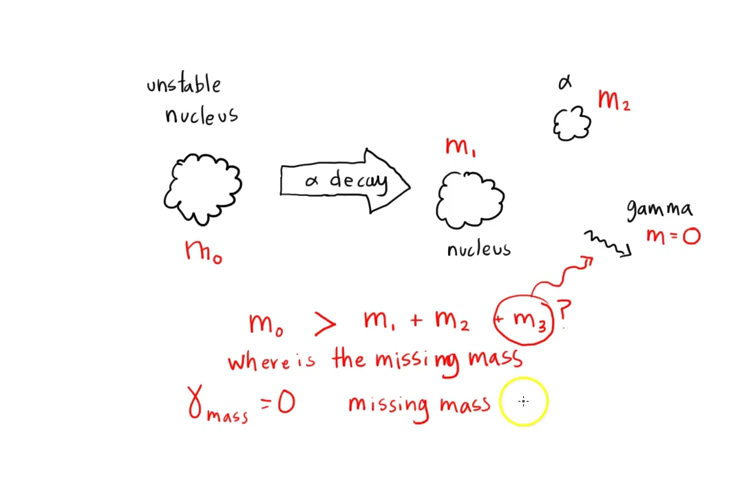 unstable
nucleus
α
m₂
m₁
α decay
gamma
m=0
nucleus
m₀
m₀ > m₁ + m₂ + m₃ ?
where is the missing mass
γmass = 0 missing mass